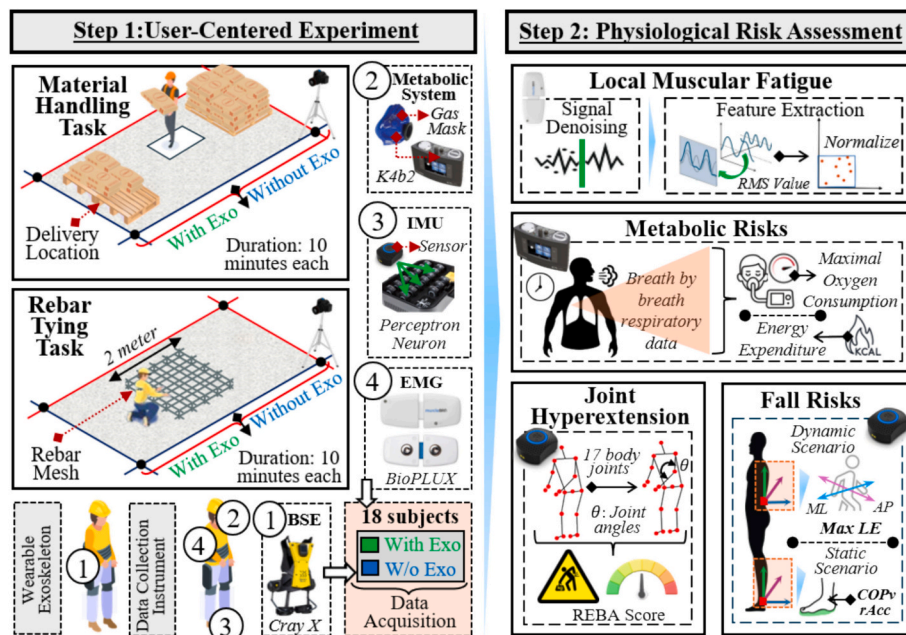 Step 1:User-Centered Experiment
Material
Handling
Task
Delivery
Location
With Exo
Without Exo
Duration: 10
minutes each
Rebar
Tying
Task
2 meter
Rebar
Mesh
With Exo
Without Exo
Duration: 10
minutes each
2
Metabolic
System
Gas
Mask
K4b2
3
IMU
Sensor
Perceptron
Neuron
4
EMG
BioPLUX
Wearable
Exoskeleton
1
Data Collection
Instrument
2
4
3
1
BSE
Cray X
18 subjects
With Exo
W/o Exo
Data
Acquisition
Step 2: Physiological Risk Assessment
Local Muscular Fatigue
Signal
Denoising
Feature Extraction
RMS Value
Normalize
Metabolic Risks
Breath by
breath
respiratory
data
Maximal
Oxygen
Consumption
Energy
Expenditure
KCAL
Joint
Hyperextension
17 body
joints
θ
θ: Joint
angles
REBA Score
Fall Risks
Dynamic
Scenario
ML
AP
Max LE
Static
Scenario
COPv
rAcc